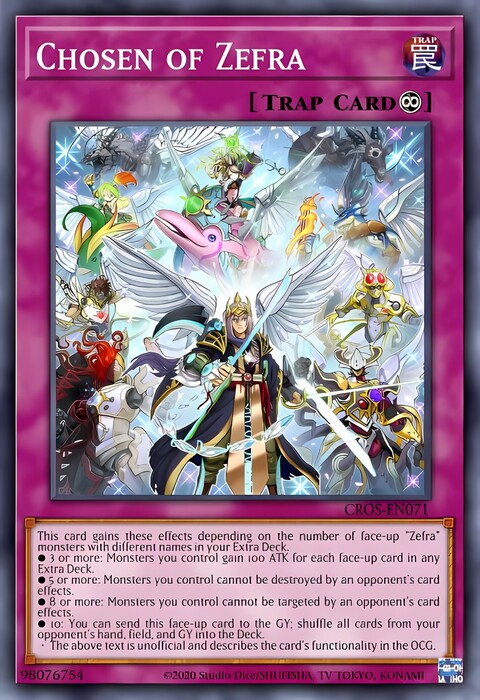 CHOSEN OF ZEFRA
TRAP
罠
[TRAP CARD ]
CROS-EN071
This card gains these effects depending on the number of face-up "Zefra"
monsters with different names in your Extra Deck.
● 3 or more: Monsters you control gain 100 ATK for each face-up card in any
Extra Deck.
● 5 or more: Monsters you control cannot be destroyed by an opponent's card
effects.
● 8 or more: Monsters you control cannot be targeted by an opponent's card
effects.
● 10: You can send this face-up card to the GY; shuffle all cards from your
opponent's hand, field, and GY into the Deck.
· The above text is unofficial and describes the card's functionality in the OCG.
98076754
©2020 Studio Dice/SHUEISHA, TV TOKYO, KONAMI